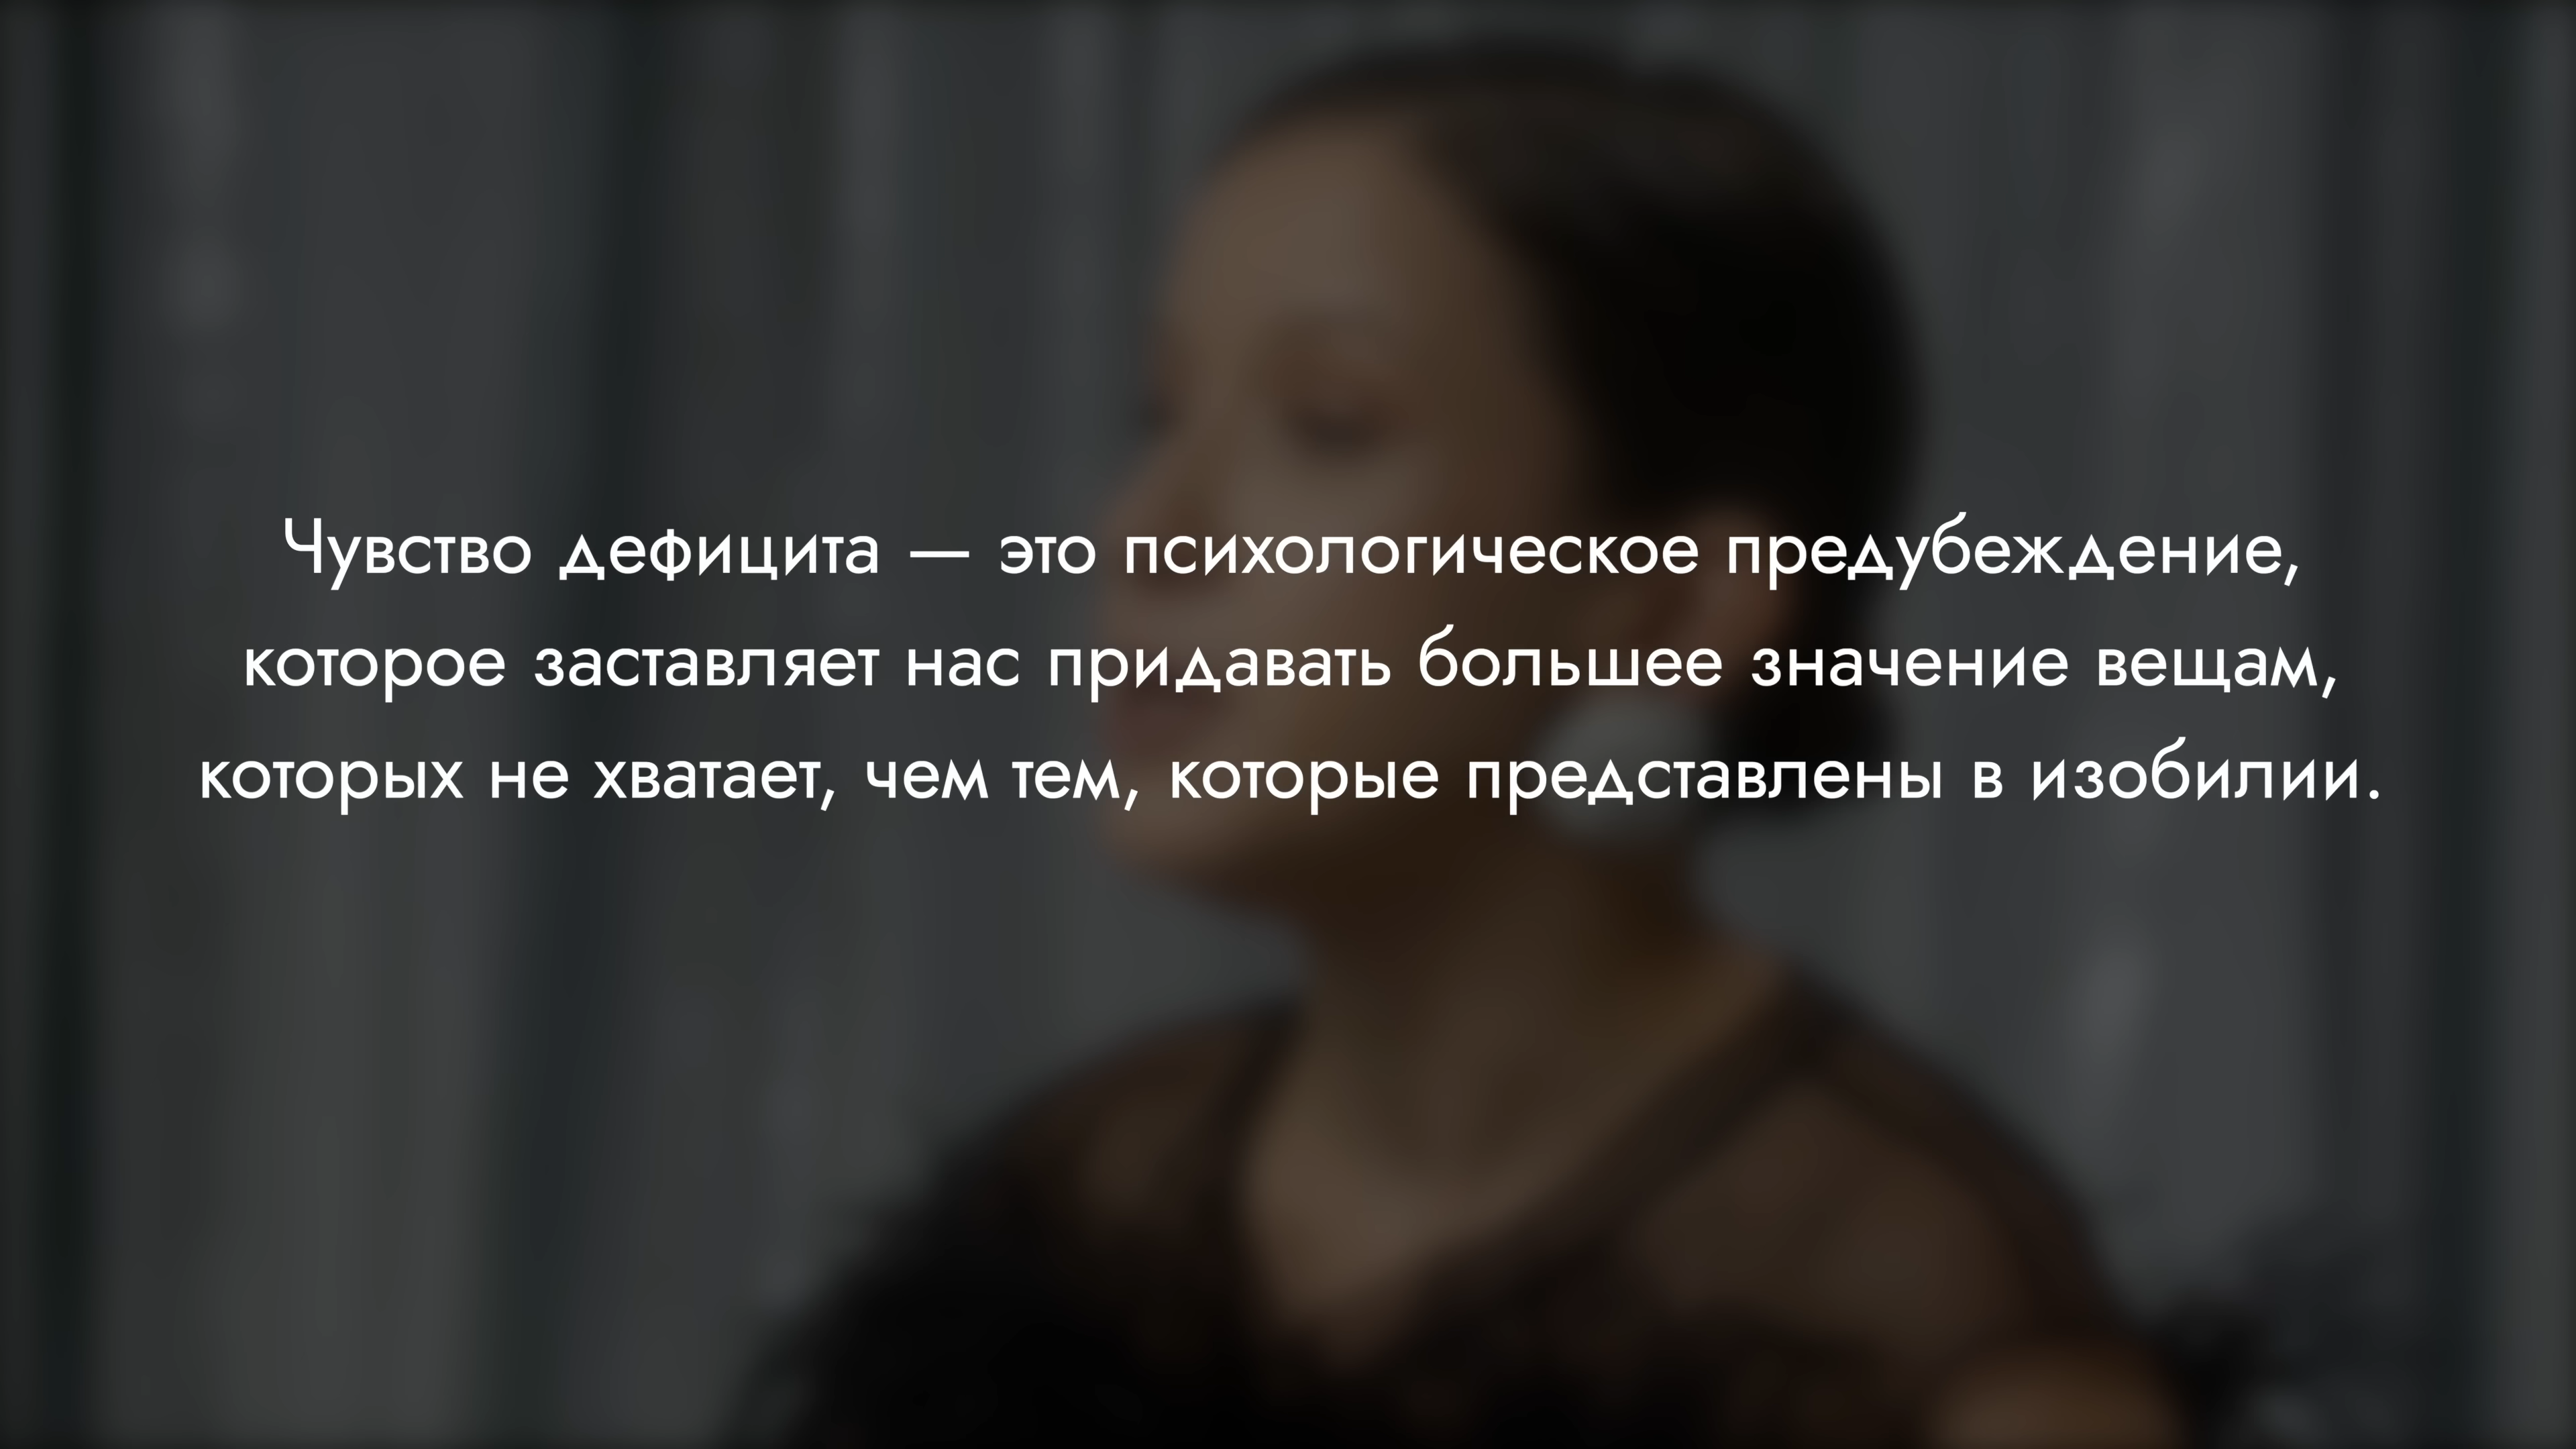 Чувство дефицита — это психологическое предубеждение,
которое заставляет нас придавать большее значение вещам,
которых не хватает, чем тем, которые представлены в изобилии.